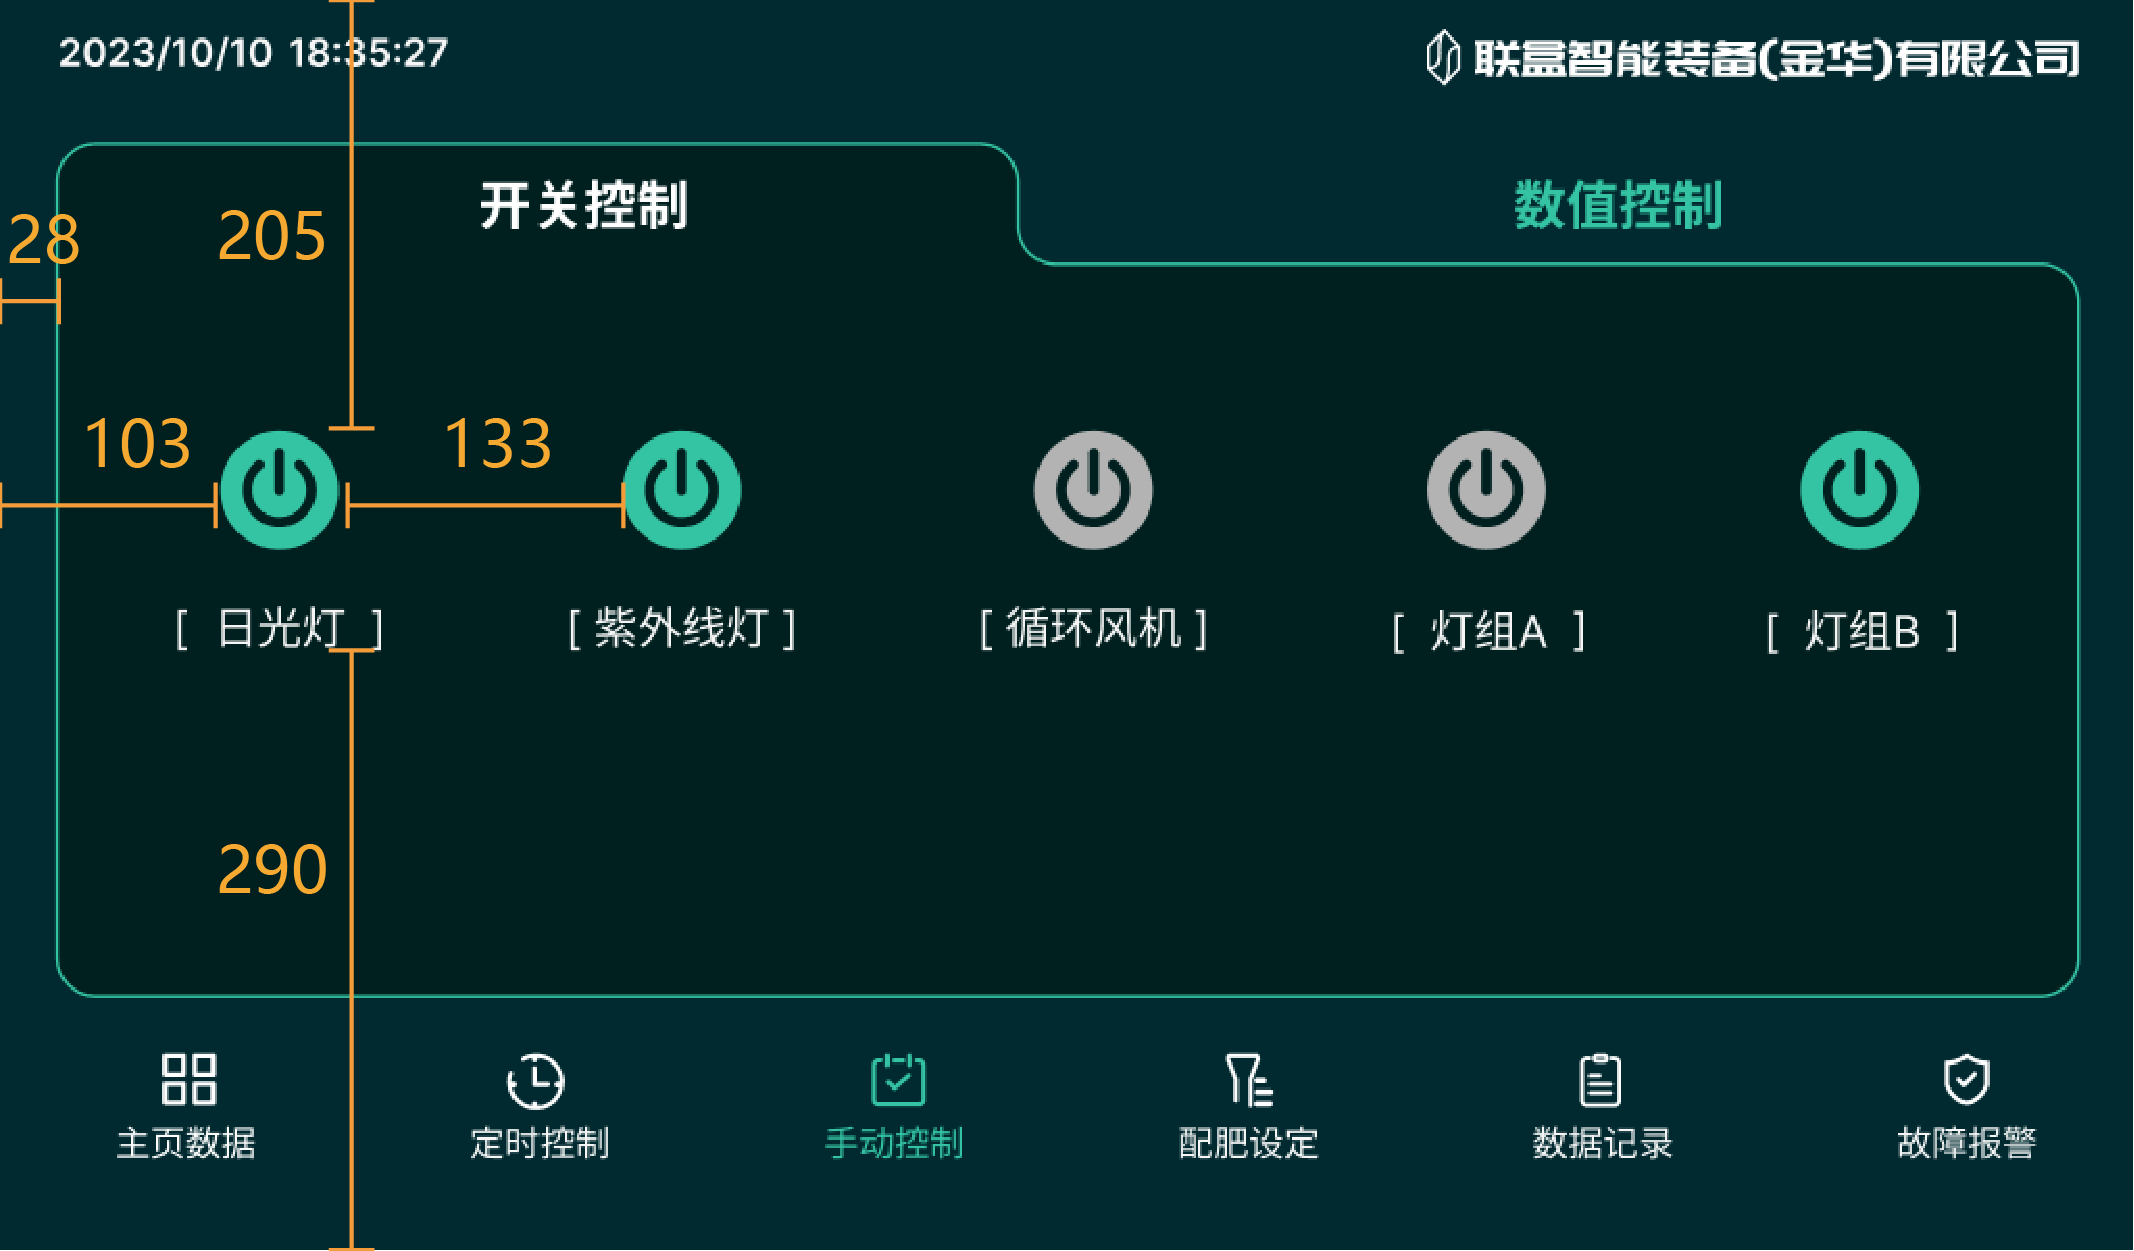 2023/10/10 18:35:27
联盒智能装备(金华)有限公司
开关控制
数值控制
28
205
103
133
[ 日光灯 ]
[ 紫外线灯 ]
[ 循环风机 ]
[ 灯组A ]
[ 灯组B ]
290
主页数据
定时控制
手动控制
配肥设定
数据记录
故障报警